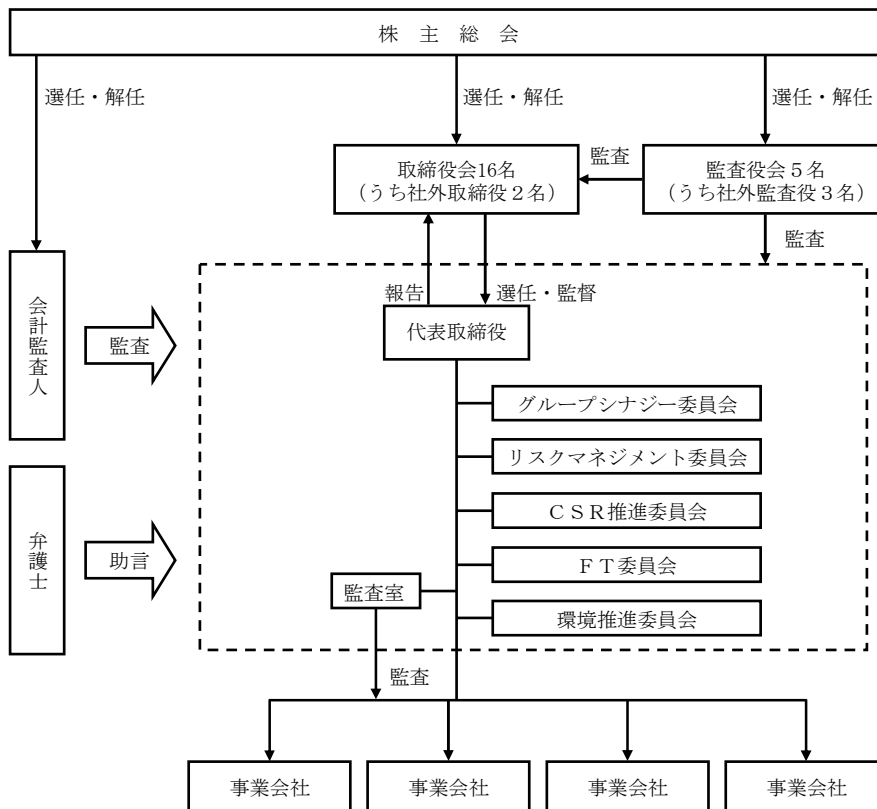 株主総会
選任・解任
選任・解任
選任・解任
取締役会16名
(うち社外取締役2名)
監査
監査役会5名
(うち社外監査役3名)
監査
報告
選任・監督
代表取締役
会計監査人
監査
グループシナジー委員会
リスクマネジメント委員会
CSR推進委員会
FT委員会
環境推進委員会
弁護士
助言
監査室
監査
事業会社
事業会社
事業会社
事業会社